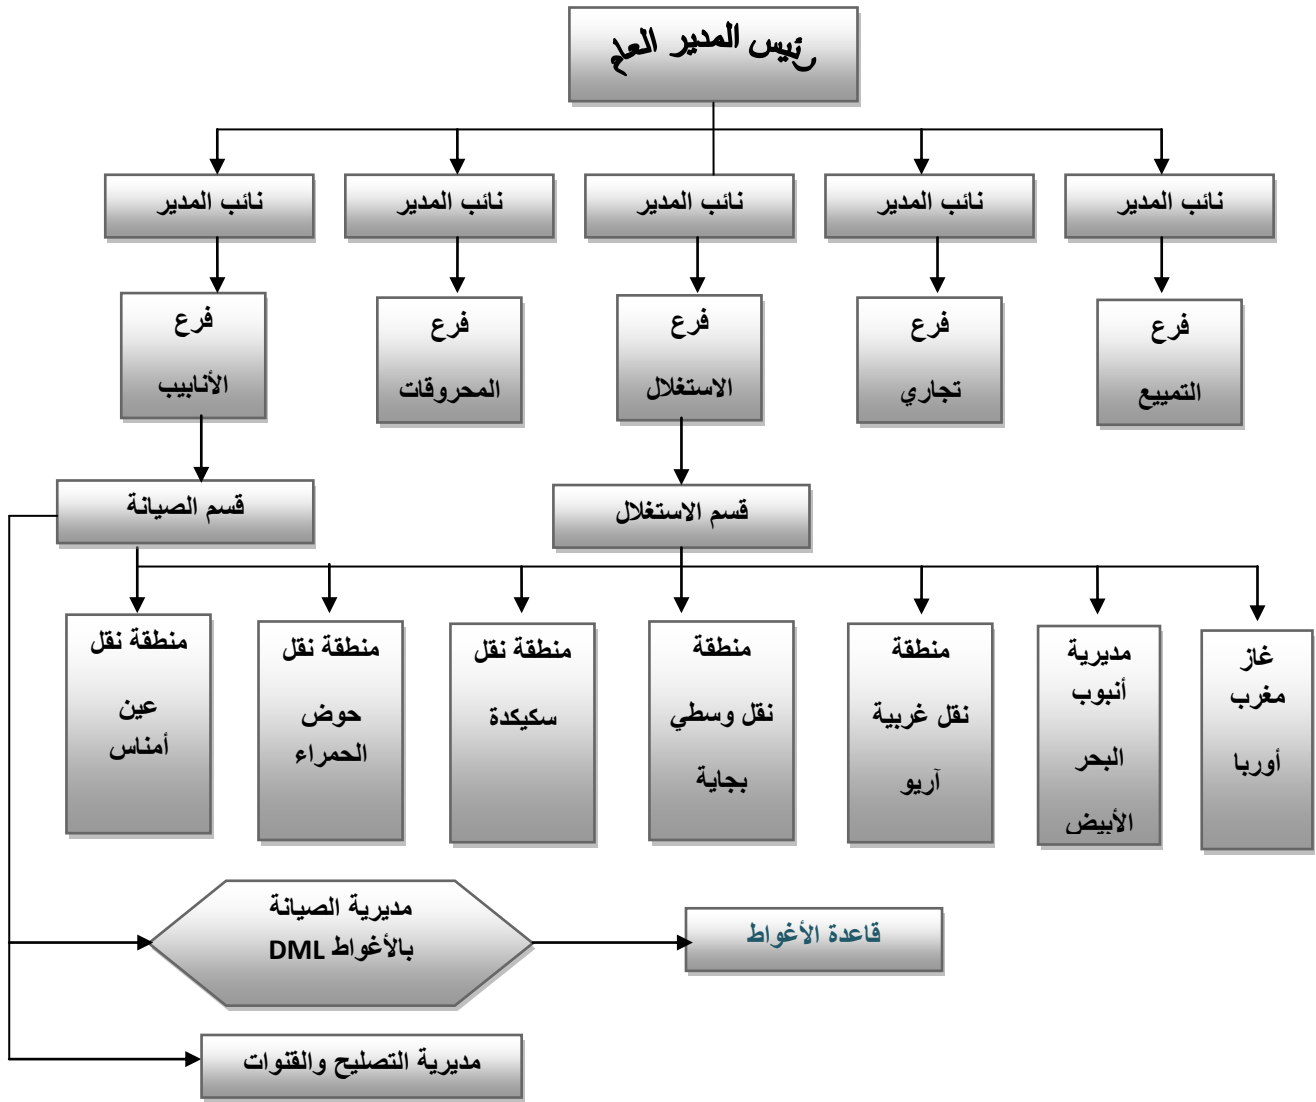 رئيس المدير العام
نائب المدير
نائب المدير
نائب المدير
نائب المدير
نائب المدير
فرع
التمييع
فرع
تجاري
فرع
الاستغلال
فرع
المحروقات
فرع
الأنابيب
قسم الاستغلال
قسم الصيانة
غاز
مغرب
أوربا
مديرية
أنبوب
البحر
الأبيض
منطقة
نقل غربية
آريو
منطقة
نقل وسطي
بجاية
منطقة نقل
سكيكدة
منطقة نقل
حوض
الحمراء
منطقة نقل
عين
أمناس
مديرية الصيانة
بالأغواط DML
قاعدة الأغواط
مديرية التصليح والقنوات